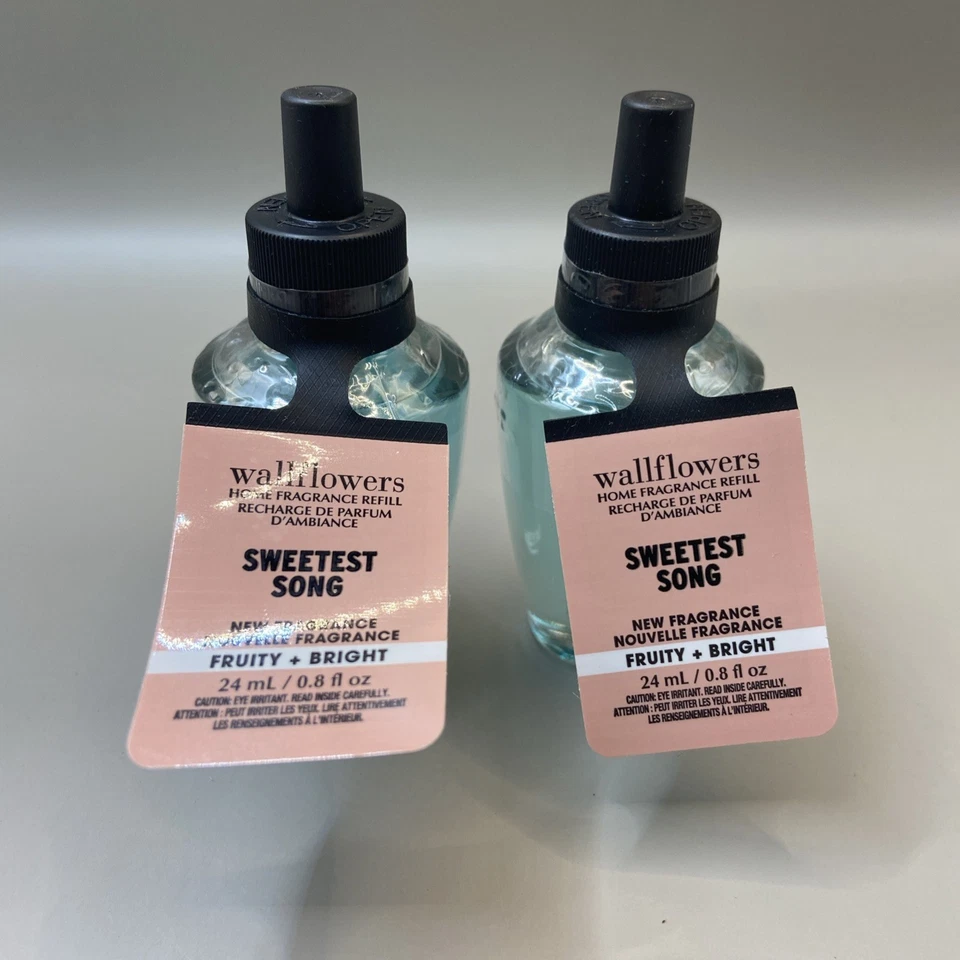 OPEN
wallflowers
HOME FRAGRANCE REFILL
RECHARGE DE PARFUM
D'AMBIANCE
SWEETEST
SONG
NEW FRAGRANCE
NOUVELLE FRAGRANCE
FRUITY + BRIGHT
24 mL / 0.8 fl oz
CAUTION: EYE IRRITANT. READ INSIDE CAREFULLY.
ATTENTION : PEUT IRRITER LES YEUX. LIRE ATTENTIVEMENT
LES RENSEIGNEMENTS À L'INTÉRIEUR.
OPEN
wallflowers
HOME FRAGRANCE REFILL
RECHARGE DE PARFUM
D'AMBIANCE
SWEETEST
SONG
NEW FRAGRANCE
NOUVELLE FRAGRANCE
FRUITY + BRIGHT
24 mL / 0.8 fl oz
CAUTION: EYE IRRITANT. READ INSIDE CAREFULLY.
ATTENTION : PEUT IRRITER LES YEUX. LIRE ATTENTIVEMENT
LES RENSEIGNEMENTS À L'INTÉRIEUR.